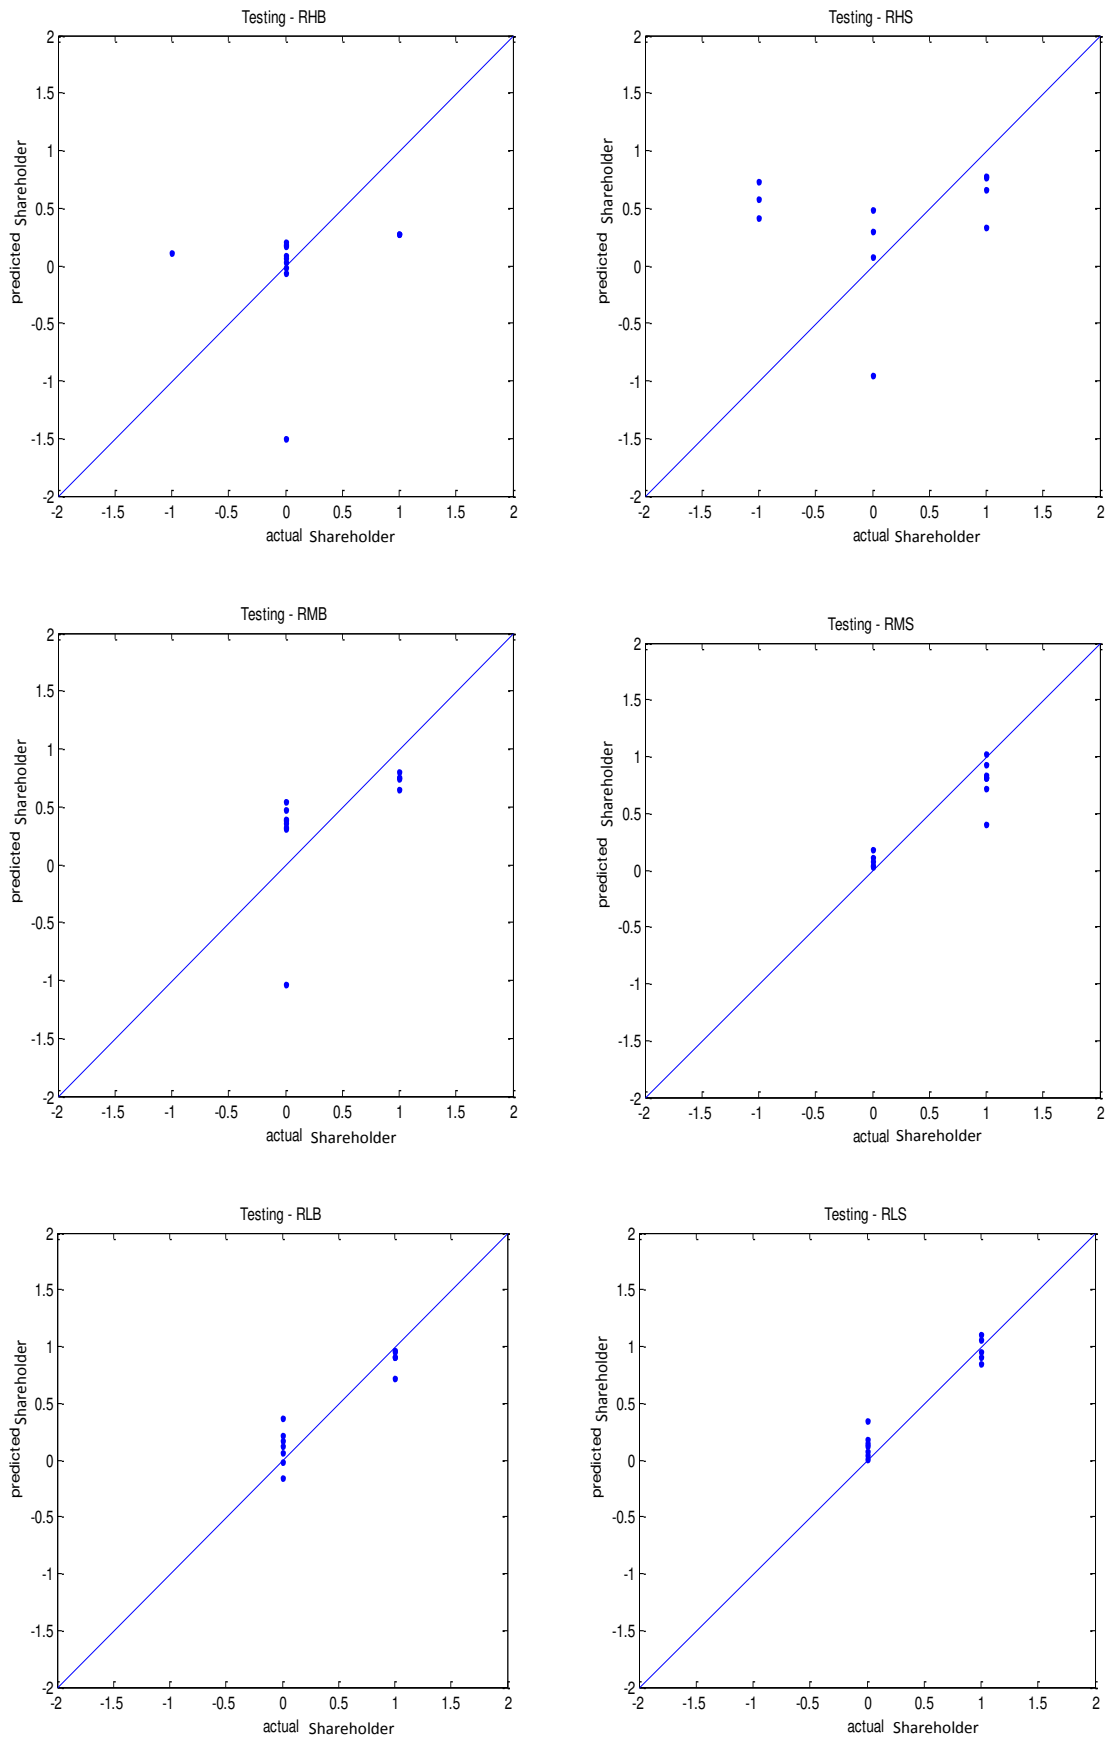 Testing - RHB
2
1.5
1
0.5
0
-0.5
-1
-1.5
-2
predicted Shareholder
-2 -1.5 -1 -0.5 0 0.5 1 1.5 2
actual Shareholder
Testing - RHS
2
1.5
1
0.5
0
-0.5
-1
-1.5
-2
predicted Shareholder
-2 -1.5 -1 -0.5 0 0.5 1 1.5 2
actual Shareholder
Testing - RMB
2
1.5
1
0.5
0
-0.5
-1
-1.5
-2
predicted Shareholder
-2 -1.5 -1 -0.5 0 0.5 1 1.5 2
actual Shareholder
Testing - RMS
2
1.5
1
0.5
0
-0.5
-1
-1.5
-2
predicted Shareholder
-2 -1.5 -1 -0.5 0 0.5 1 1.5 2
actual Shareholder
Testing - RLB
2
1.5
1
0.5
0
-0.5
-1
-1.5
-2
predicted Shareholder
-2 -1.5 -1 -0.5 0 0.5 1 1.5 2
actual Shareholder
Testing - RLS
2
1.5
1
0.5
0
-0.5
-1
-1.5
-2
predicted Shareholder
-2 -1.5 -1 -0.5 0 0.5 1 1.5 2
actual Shareholder